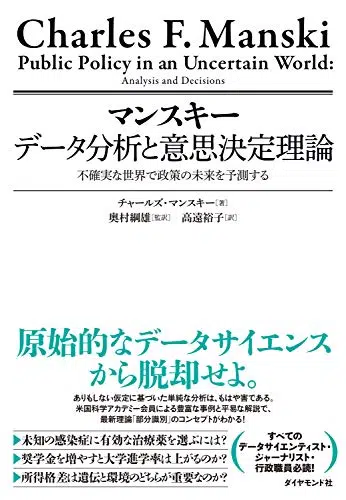 Charles F. Manski
Public Policy in an Uncertain World:
Analysis and Decisions
マンスキー
データ分析と意思決定理論
不確実な世界で政策の未来を予測する
チャールズ・マンスキー[著]
奥村綱雄[監訳] 高遠裕子[訳]
原始的なデータサイエンス
から脱却せよ。
ありもしない仮定に基づいた単純な分析は、もはや害である。
米国科学アカデミー会員による豊富な事例と平易な解説で、
最新理論「部分識別」のコンセプトがわかる!
▶未知の感染症に有効な治療薬を選ぶには?
▶奨学金を増やすと大学進学率は上がるのか?
▶所得格差は遺伝と環境のどちらが重要なのか?
すべての
データサイエンティスト・
ジャーナリスト・
行政職員必読!
ダイヤモンド社